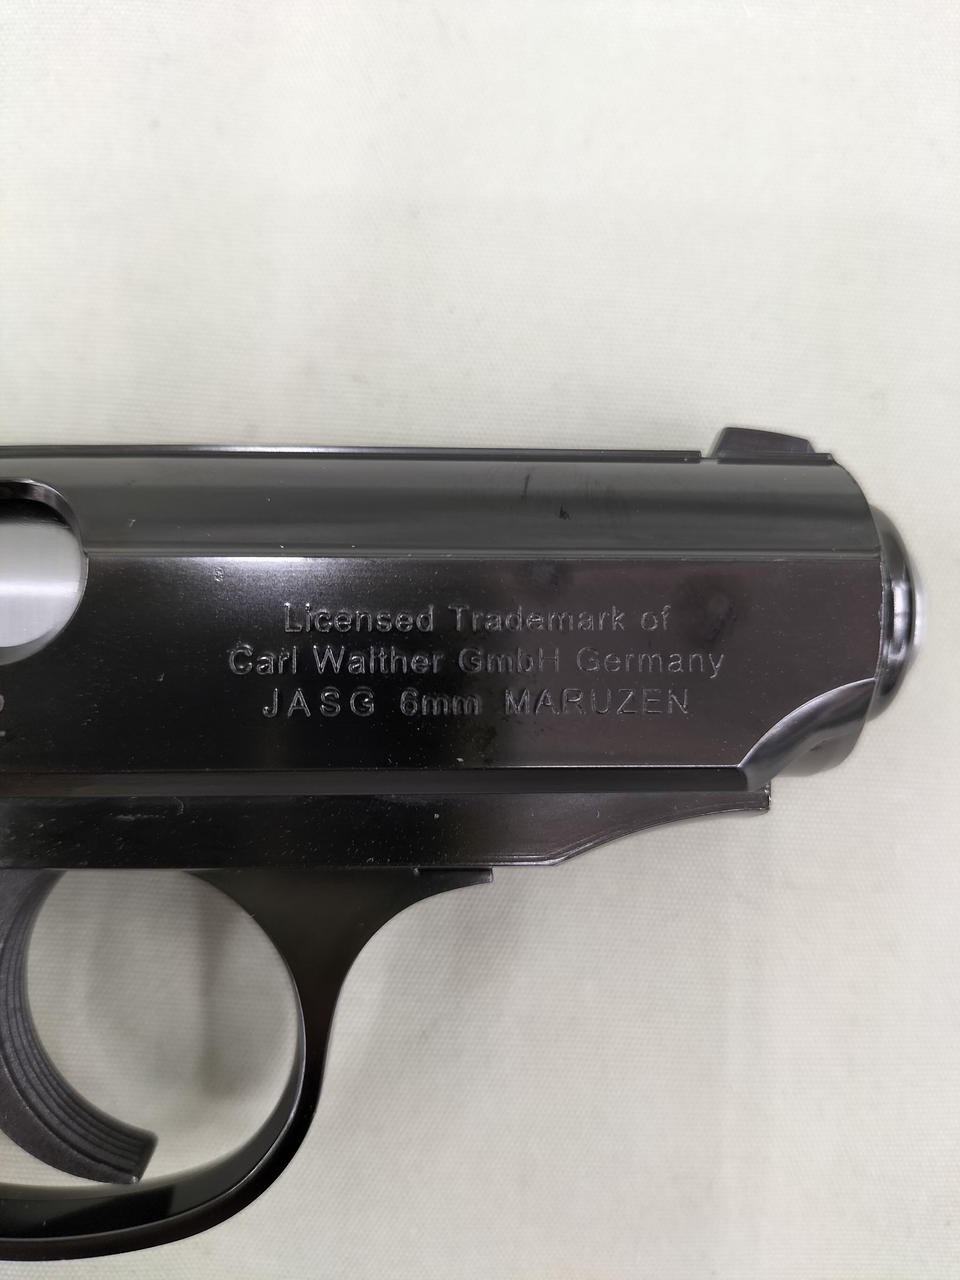 Licensed Trademark of
Carl Walther GmbH Germany
JASG 6mm MARUZEN